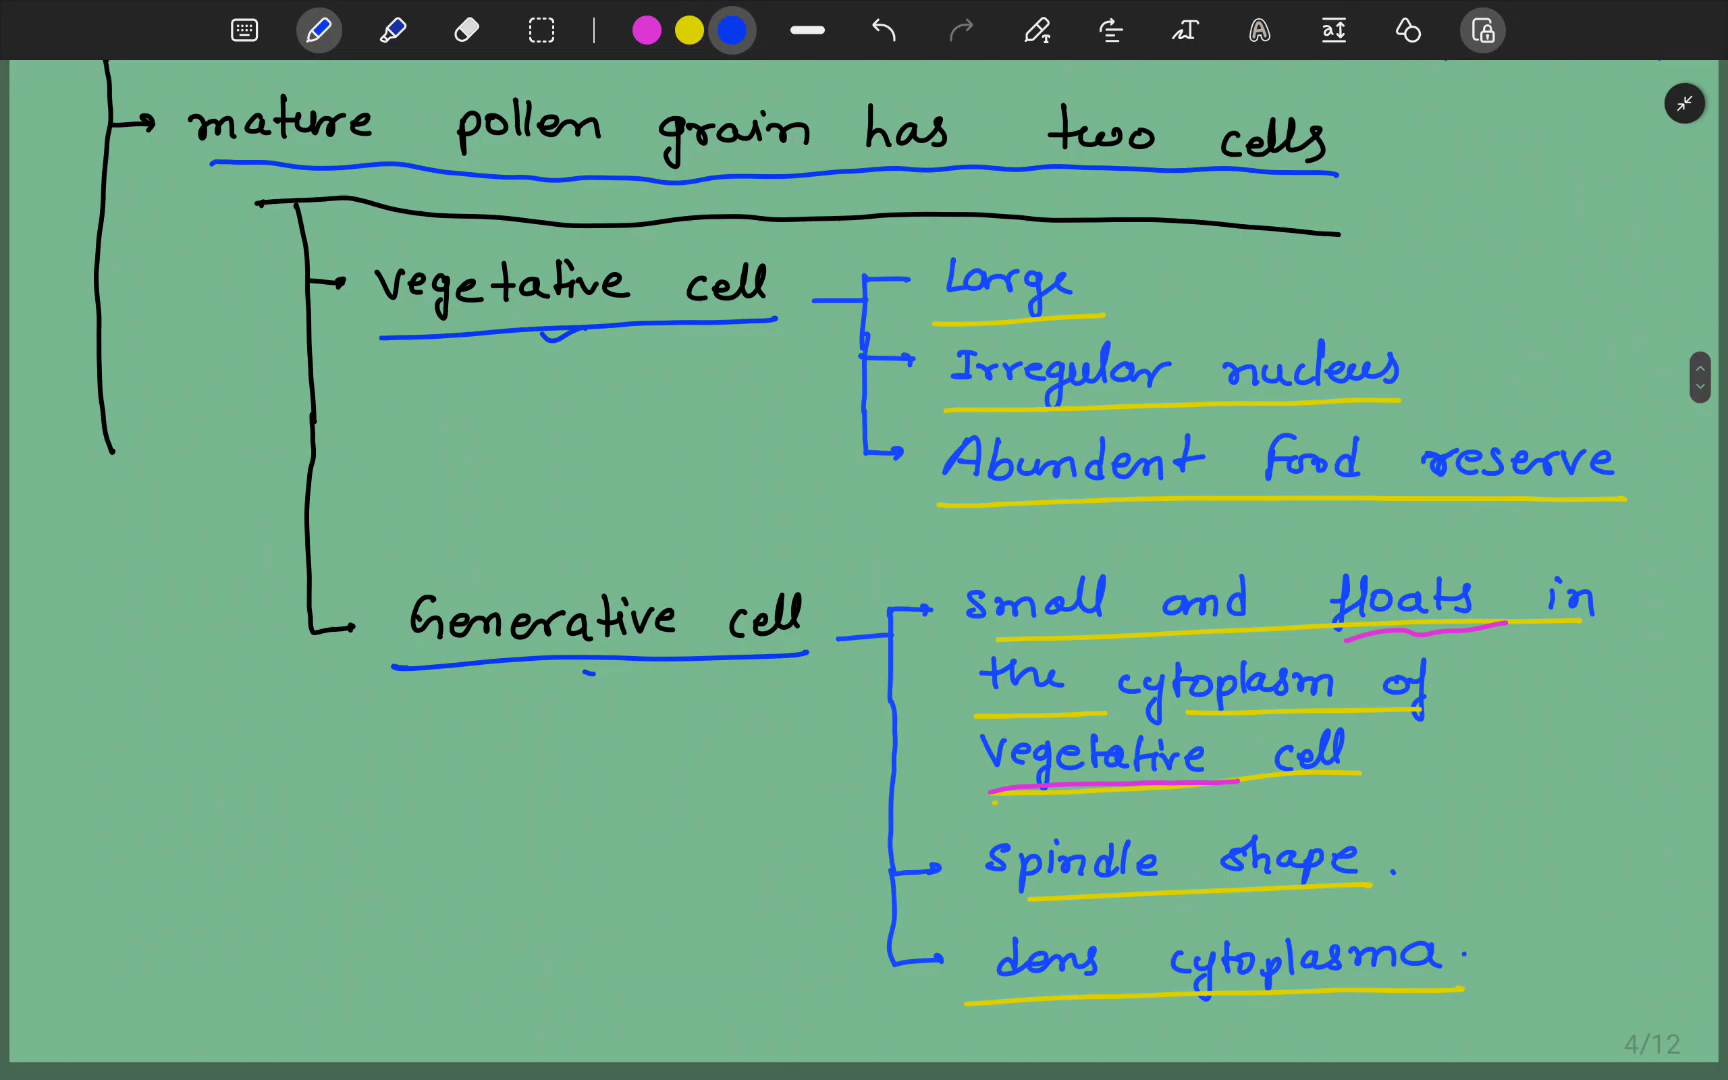 mature pollen grain has two cells
vegetative cell
Large
Irregular nucleus
Abundent food reserve
Generative cell
small and floats in
the cytoplasm of
vegetative cell
spindle shape.
dens cytoplasma.
4/12